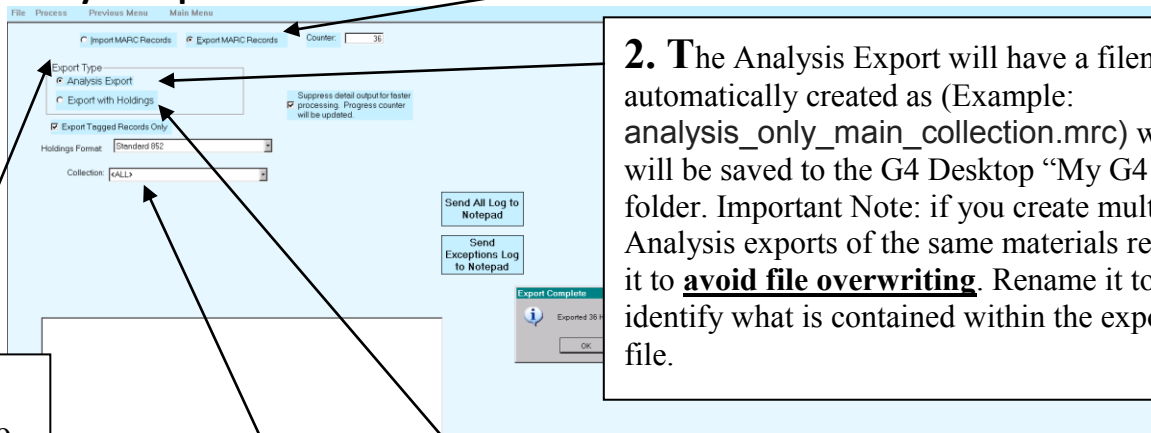 File Process Previous Menu Main Menu
Import MARC Records Export MARC Records Counter: 36
Export Type
Analysis Export
Export with Holdings
Suppress detail output for faster
processing. Progress counter
will be updated.
Export Tagged Records Only
Holdings Format Standard 852
Collection: <ALL>
Send All Log to
Notepad
Send
Exceptions Log
to Notepad
Export Complete
Exported 36
OK
2. The Analysis Export will have a
automatically created as (Example:
analysis_only_main_collection.mrc)
will be saved to the G4 Desktop “My G4
folder. Important Note: if you create
Analysis exports of the same materials
it to avoid file overwriting. Rename it to
identify what is contained within the
file.